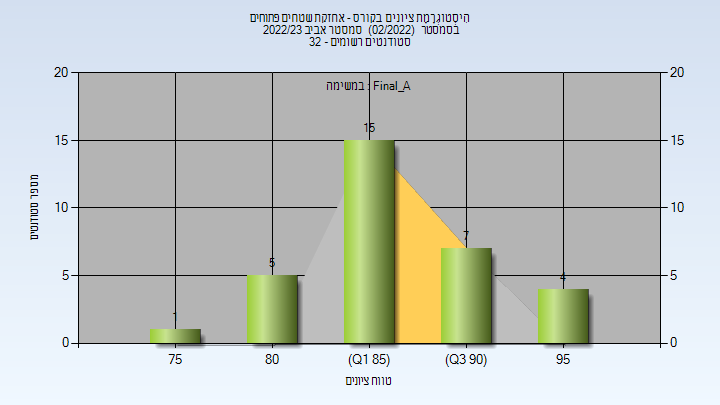 היסטוגרמת ציונים בקורס - אחזקת שטחים פתוחים
בסמסטר (02/2022) סמסטר אביב 2022/23
סטודנטים רשומים - 32
במשימה : Final_A
מספר סטודנטים
20
15
10
5
0
20
15
10
5
0
1
5
15
7
4
75
80
(Q1 85)
(Q3 90)
95
טווח ציונים